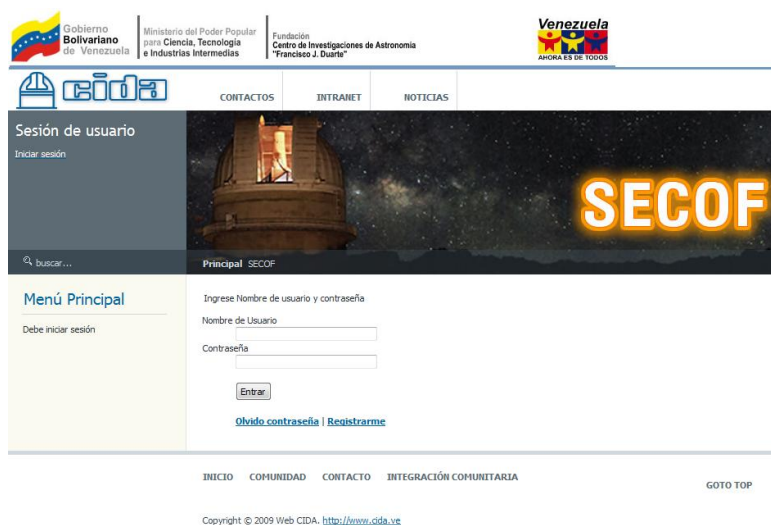 Gobierno
Bolivariano
de Venezuela
Ministerio del Poder Popular
para Ciencia, Tecnología
e Industrias Intermedias
Fundación
Centro de Investigaciones de Astronomia
"Francisco J. Duarte"
Venezuela
AHORA ES DE TODOS
cida
CONTACTOS INTRANET NOTICIAS
Sesión de usuario
Iniciar sesión
SECOF
buscar...
Principal SECOF
Menú Principal
Debe iniciar sesión
Ingrese Nombre de usuario y contraseña
Nombre de Usuario
Contraseña
Entrar
Olvido contraseña | Registrarme
INICIO COMUNIDAD CONTACTO INTEGRACIÓN COMUNITARIA
GOTO TOP
Copyright © 2009 Web CIDA. http://www.cida.ve